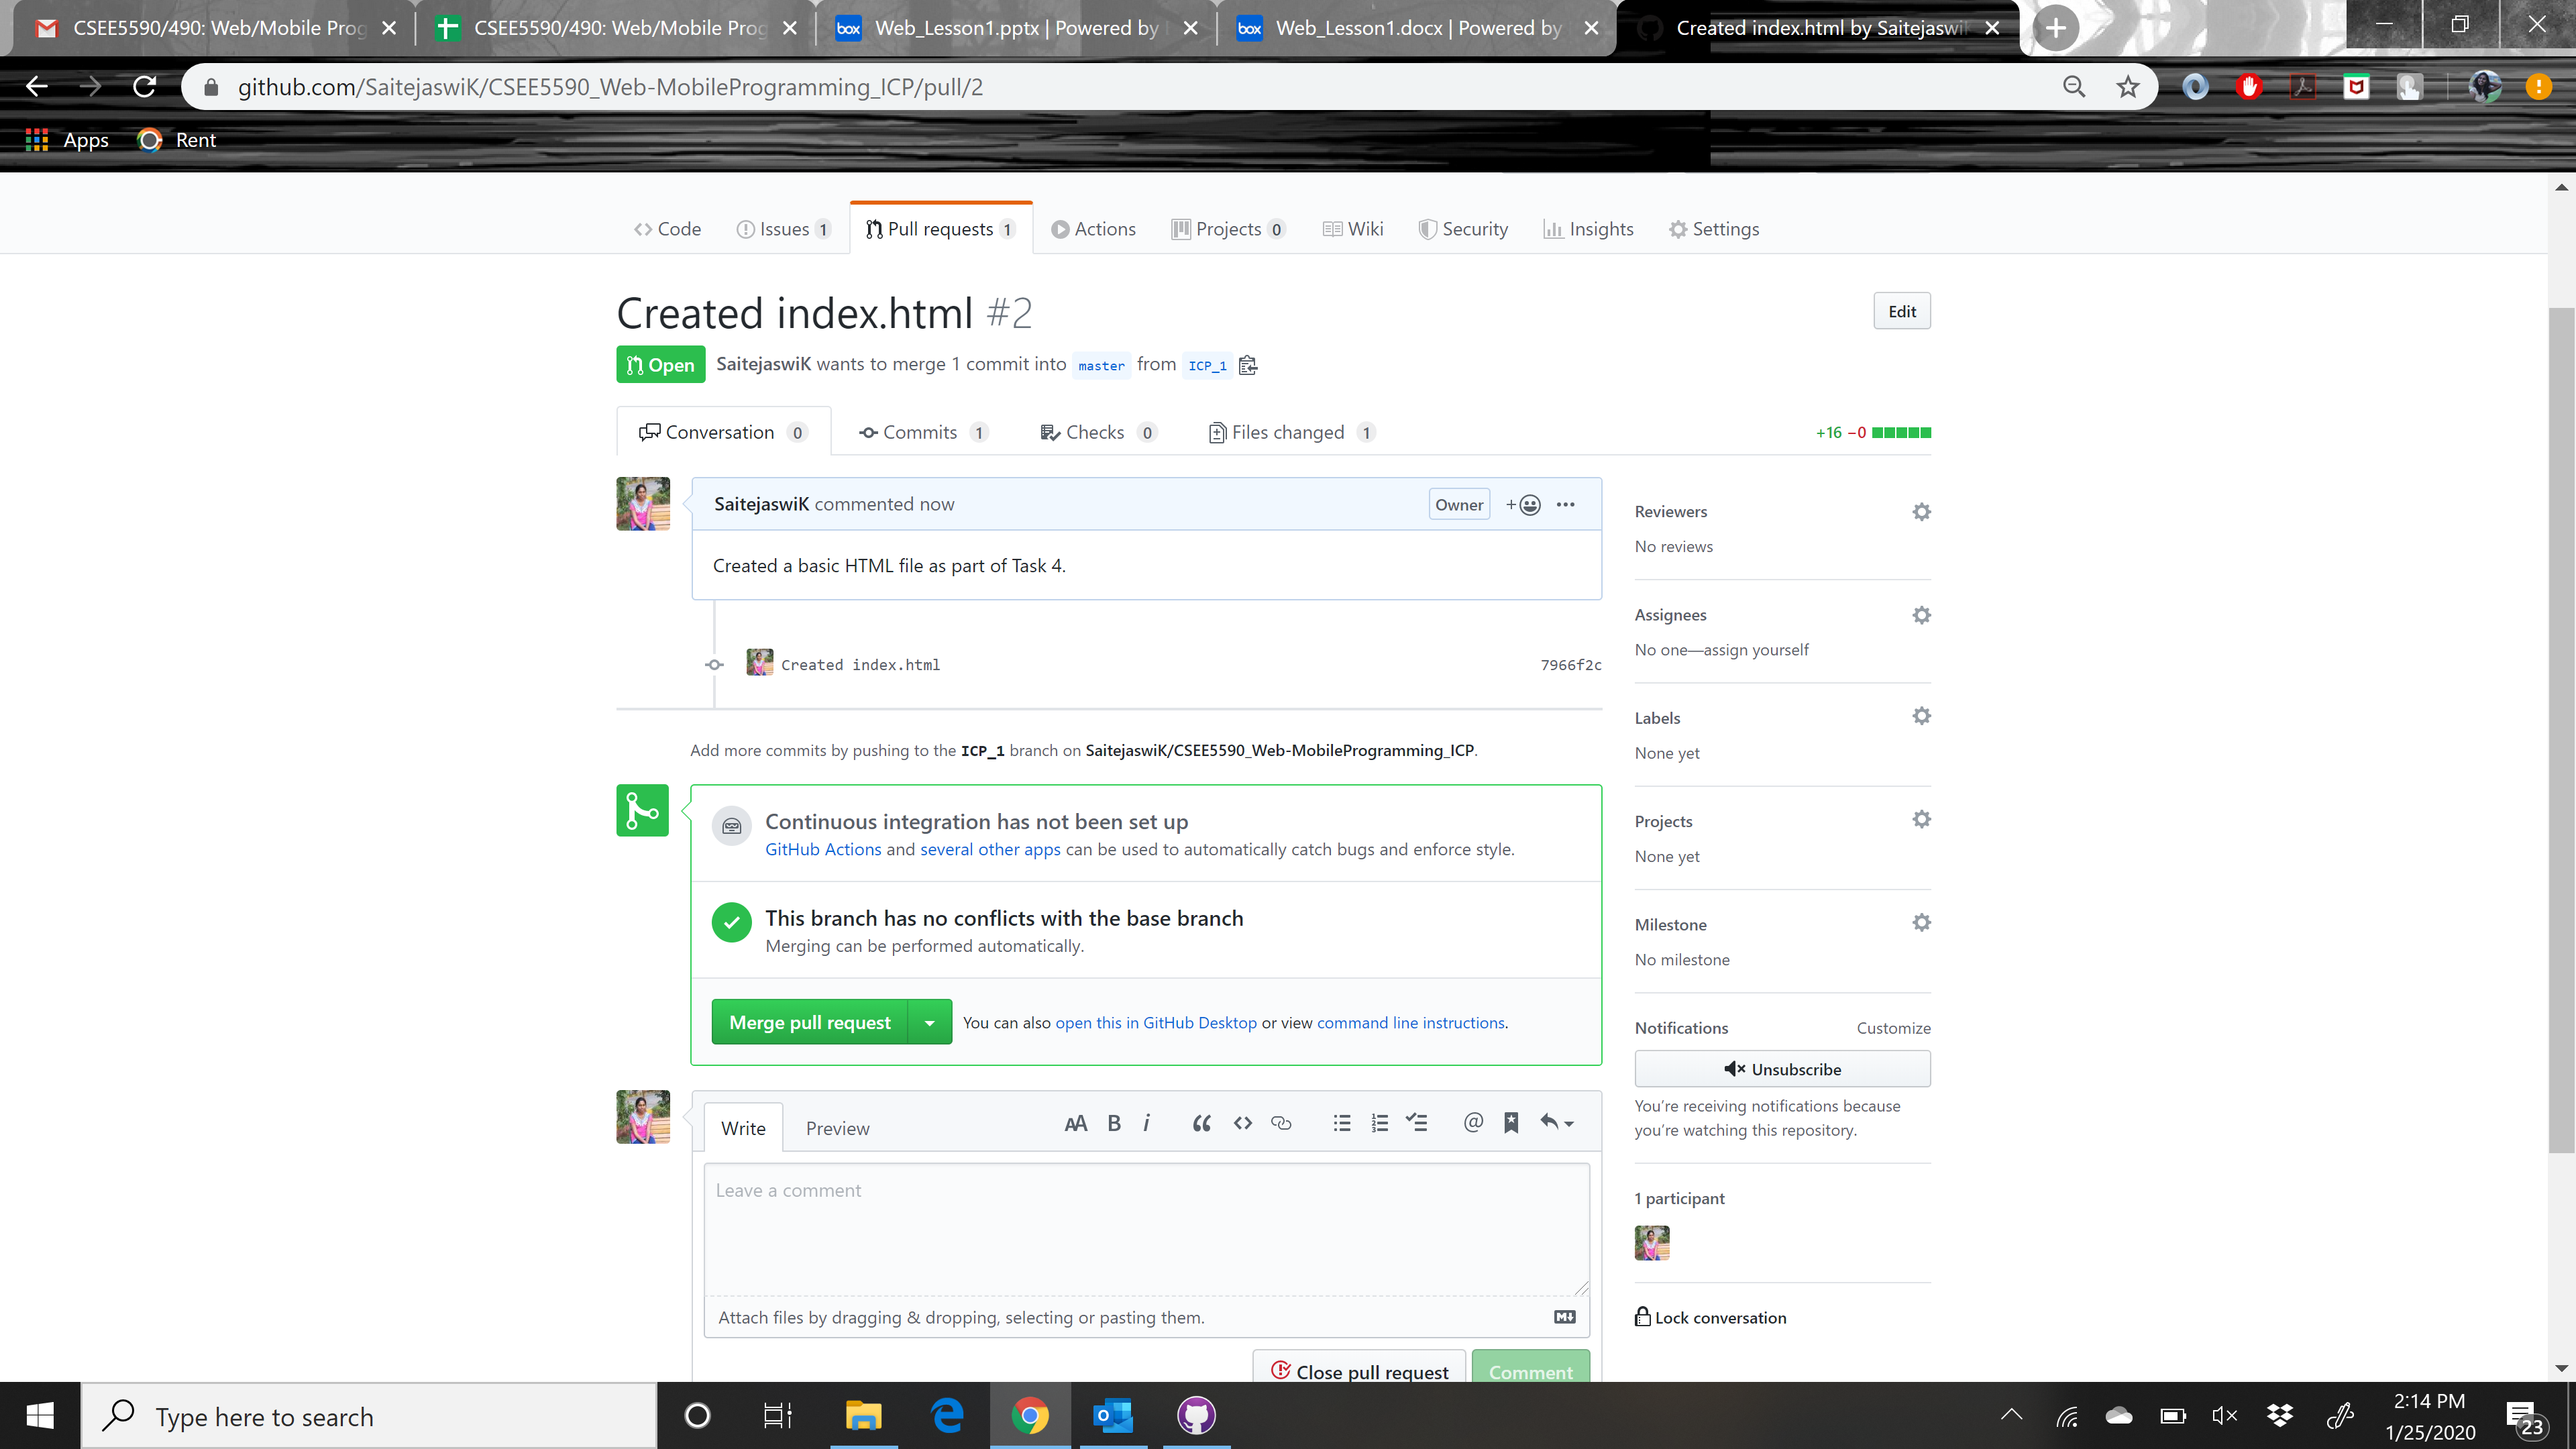 CSEE5590/490: Web/Mobile Prog
CSEE5590/490: Web/Mobile Prog
box Web_Lesson1.pptx | Powered by
box Web_Lesson1.docx | Powered by
Created index.html by Saitejaswi
github.com/SaitejaswiK/CSEE5590_Web-MobileProgramming_ICP/pull/2
Apps Rent
Code Issues 1 Pull requests 1 Actions Projects 0 Wiki Security Insights Settings
Created index.html #2
Edit
Open SaitejaswiK wants to merge 1 commit into master from ICP_1
Conversation 0 Commits 1 Checks 0 Files changed 1 +16 −0
SaitejaswiK commented now Owner
Created a basic HTML file as part of Task 4.
Created index.html 7966f2c
Add more commits by pushing to the ICP_1 branch on SaitejaswiK/CSEE5590_Web-MobileProgramming_ICP.
Continuous integration has not been set up
GitHub Actions and several other apps can be used to automatically catch bugs and enforce style.
This branch has no conflicts with the base branch
Merging can be performed automatically.
Merge pull request You can also open this in GitHub Desktop or view command line instructions.
Write Preview
Leave a comment
Attach files by dragging & dropping, selecting or pasting them.
Close pull request Comment
Reviewers
No reviews
Assignees
No one—assign yourself
Labels
None yet
Projects
None yet
Milestone
No milestone
Notifications Customize
Unsubscribe
You’re receiving notifications because
you’re watching this repository.
1 participant
Lock conversation
Type here to search
2:14 PM
1/25/2020
23